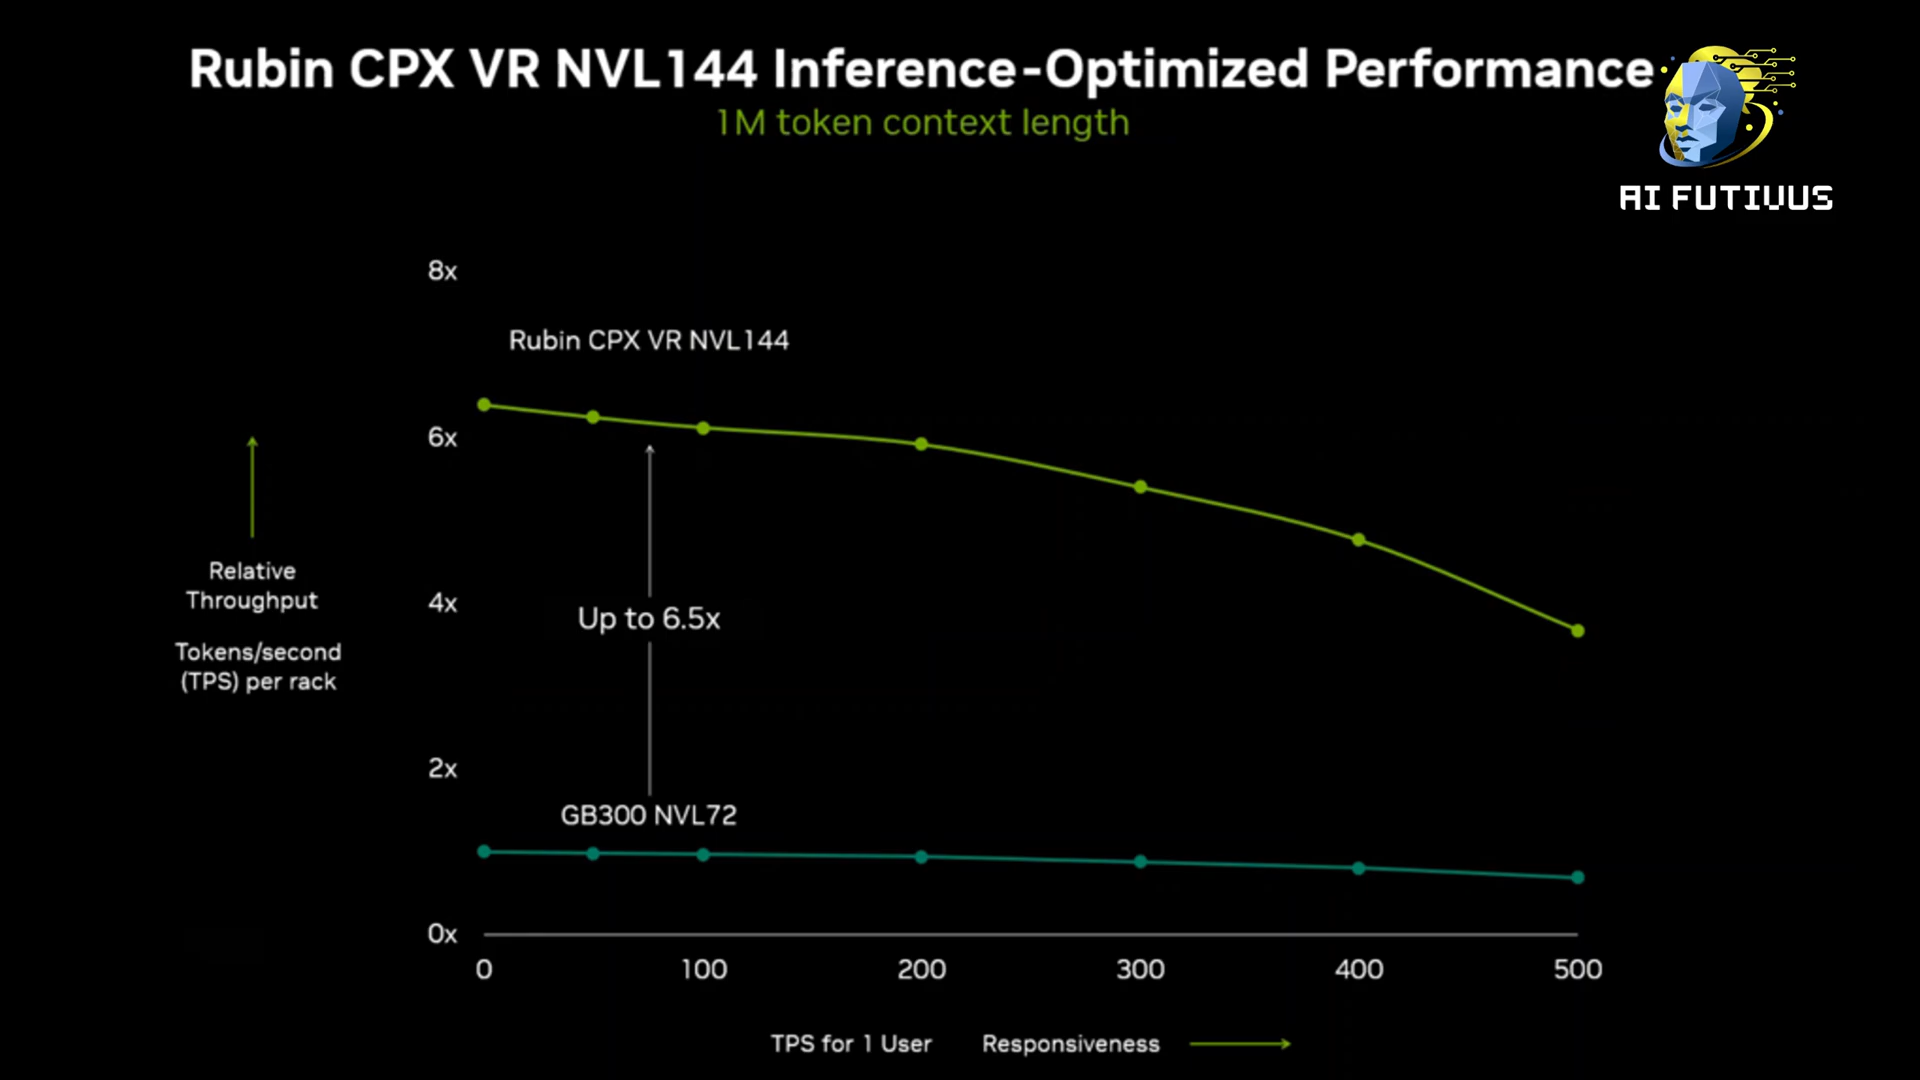 Rubin CPX VR NVL144 Inference-Optimized Performance
1M token context length
AI FUTIVUS
8x
Rubin CPX VR NVL144
6x
Relative
Throughput
Tokens/second
(TPS) per rack
4x
Up to 6.5x
2x
GB300 NVL72
0x
0 100 200 300 400 500
TPS for 1 User Responsiveness